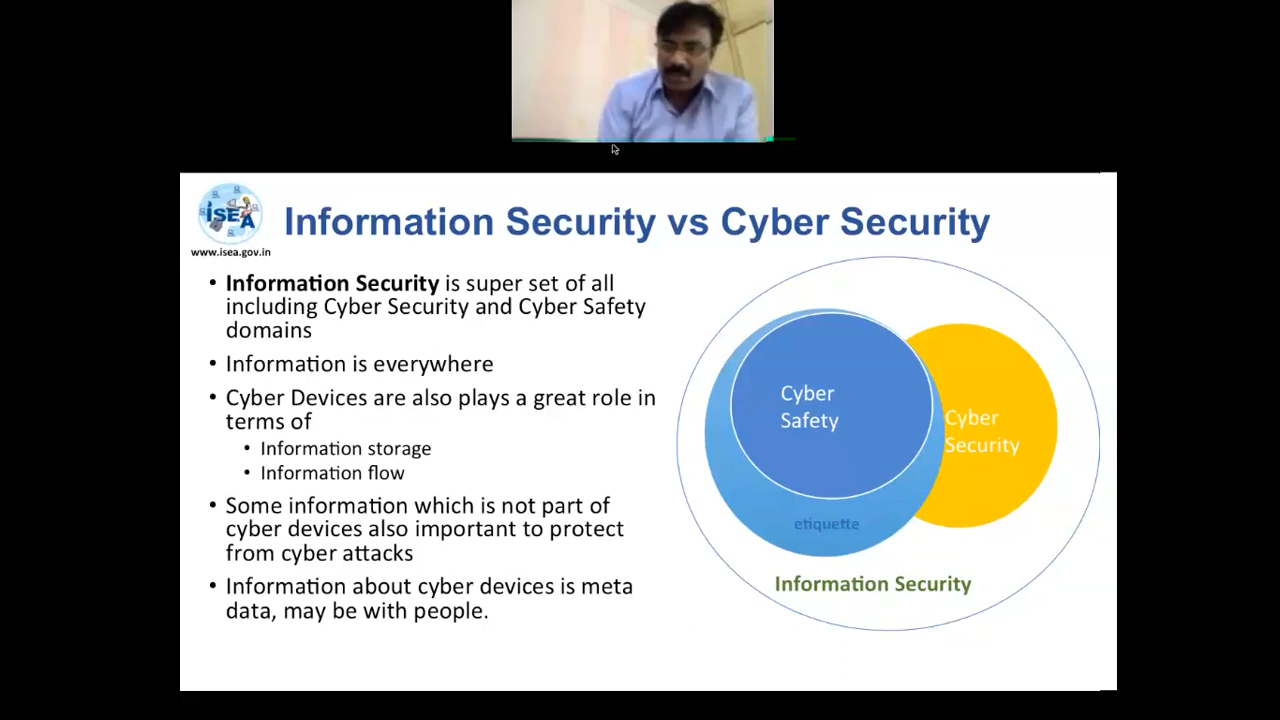 ISEA
Information Security vs Cyber Security
www.isea.gov.in
• Information Security is super set of all
including Cyber Security and Cyber Safety
domains
• Information is everywhere
• Cyber Devices are also plays a great role in
terms of
• Information storage
• Information flow
• Some information which is not part of
cyber devices also important to protect
from cyber attacks
• Information about cyber devices is meta
data, may be with people.
Cyber
Safety
Cyber
Security
etiquette
Information Security